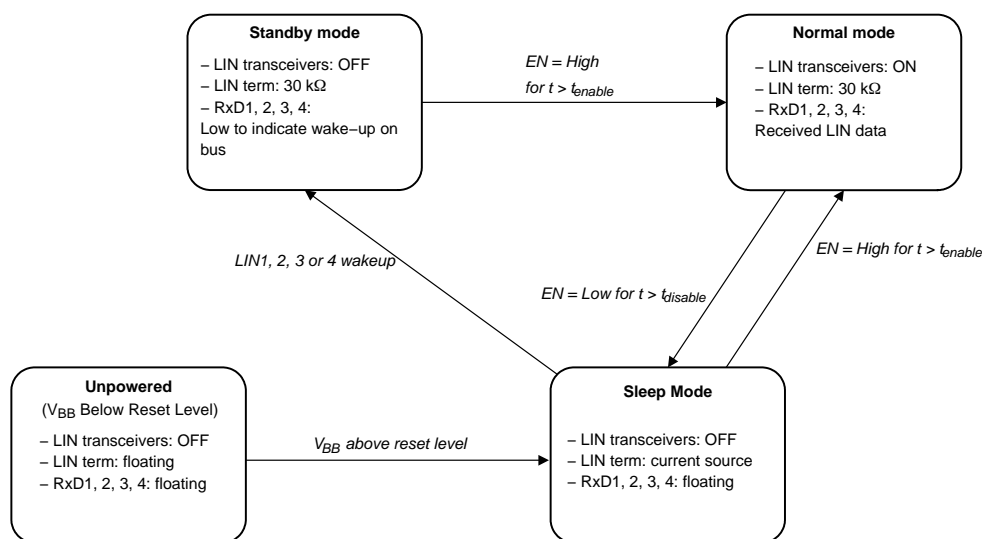 Standby mode
– LIN transceivers: OFF
– LIN term: 30 kΩ
– RxD1, 2, 3, 4:
Low to indicate wake−up on
bus
EN = High
for t > tenable
Normal mode
– LIN transceivers: ON
– LIN term: 30 kΩ
– RxD1, 2, 3, 4:
Received LIN data
LIN1, 2, 3 or 4 wakeup
EN = High for t > tenable
EN = Low for t > tdisable
Unpowered
(VBB Below Reset Level)
– LIN transceivers: OFF
– LIN term: floating
– RxD1, 2, 3, 4: floating
VBB above reset level
Sleep Mode
– LIN transceivers: OFF
– LIN term: current source
– RxD1, 2, 3, 4: floating